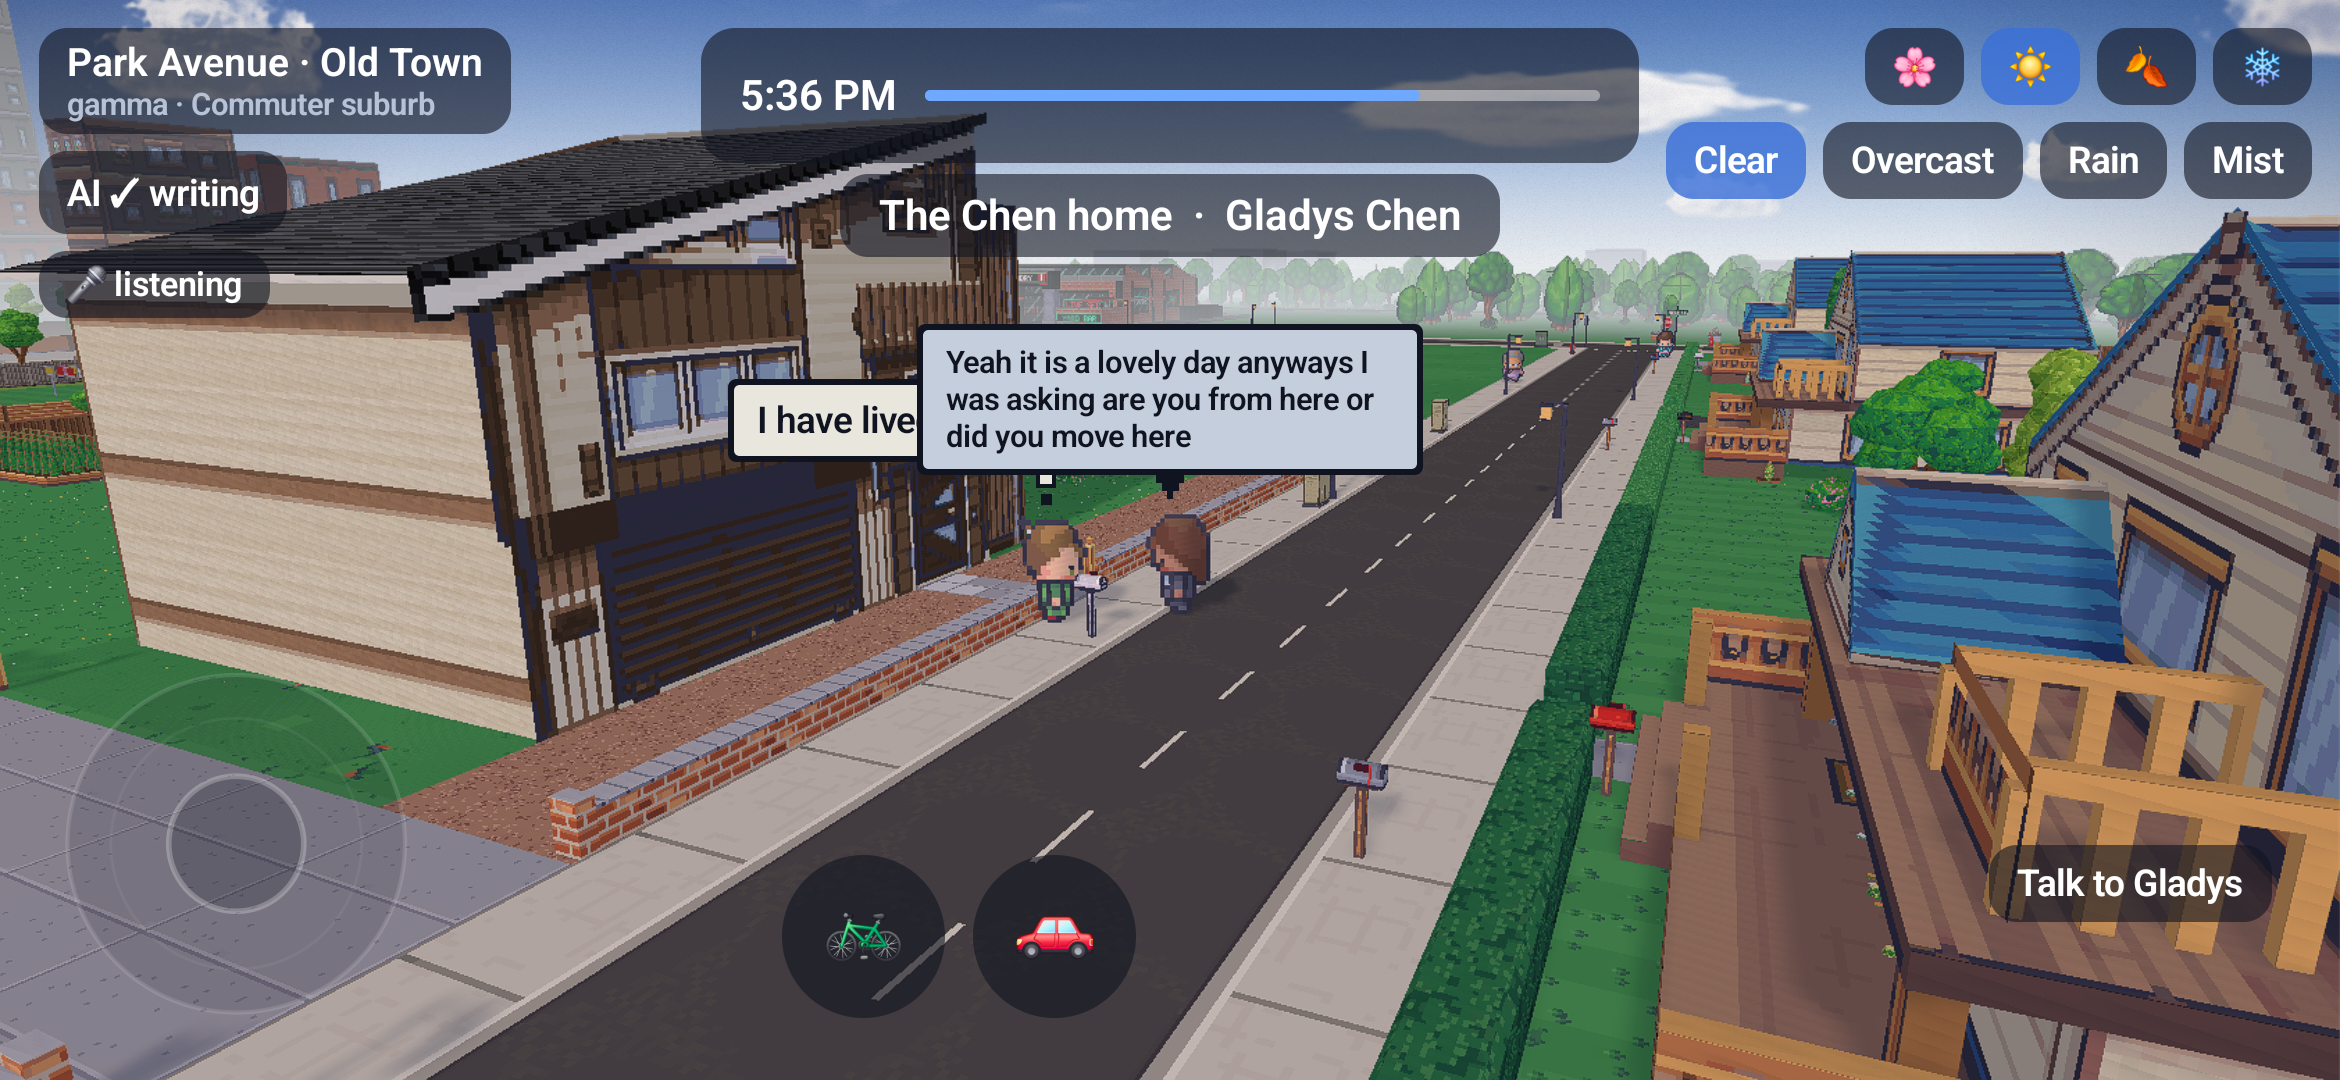 Park Avenue · Old Town
gamma · Commuter suburb
5:36 PM
Clear
Overcast
Rain
Mist
AI ✓ writing
The Chen home · Gladys Chen
🎤 listening
Yeah it is a lovely day anyways I
was asking are you from here or
did you move here
I have live
Talk to Gladys